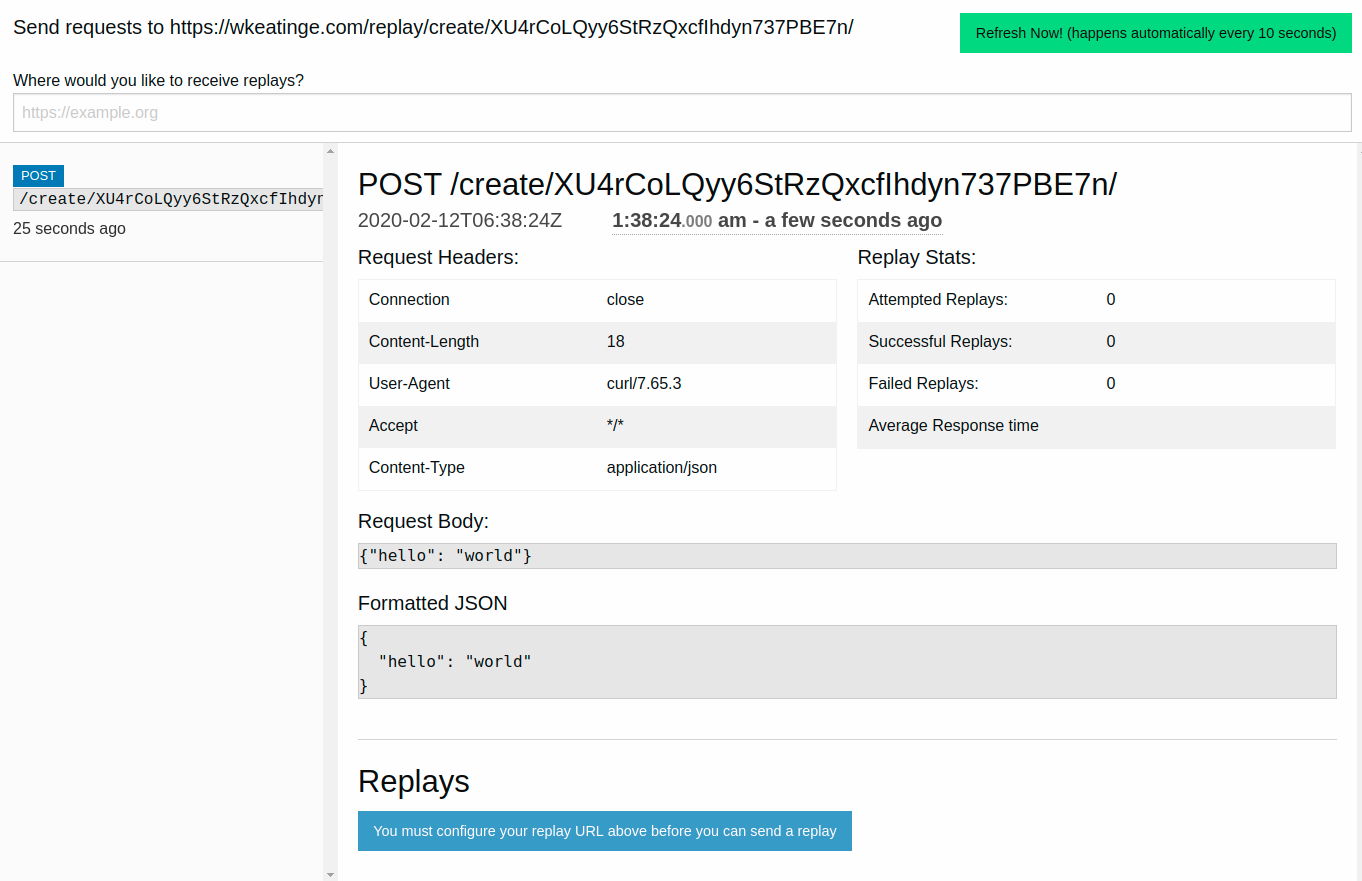 Send requests to https://wkeatinge.com/replay/create/XU4rCoLQyy6StRzQxcfIhdyn737PBE7n/
Refresh Now! (happens automatically every 10 seconds)
Where would you like to receive replays?
https://example.org
POST
/create/XU4rCoLQyy6StRzQxcfIhdyn
25 seconds ago
POST /create/XU4rCoLQyy6StRzQxcfIhdyn737PBE7n/
2020-02-12T06:38:24Z 1:38:24.000 am - a few seconds ago
Request Headers:
Connection close
Content-Length 18
User-Agent curl/7.65.3
Accept */*
Content-Type application/json
Replay Stats:
Attempted Replays: 0
Successful Replays: 0
Failed Replays: 0
Average Response time
Request Body:
{"hello": "world"}
Formatted JSON
{
  "hello": "world"
}
Replays
You must configure your replay URL above before you can send a replay